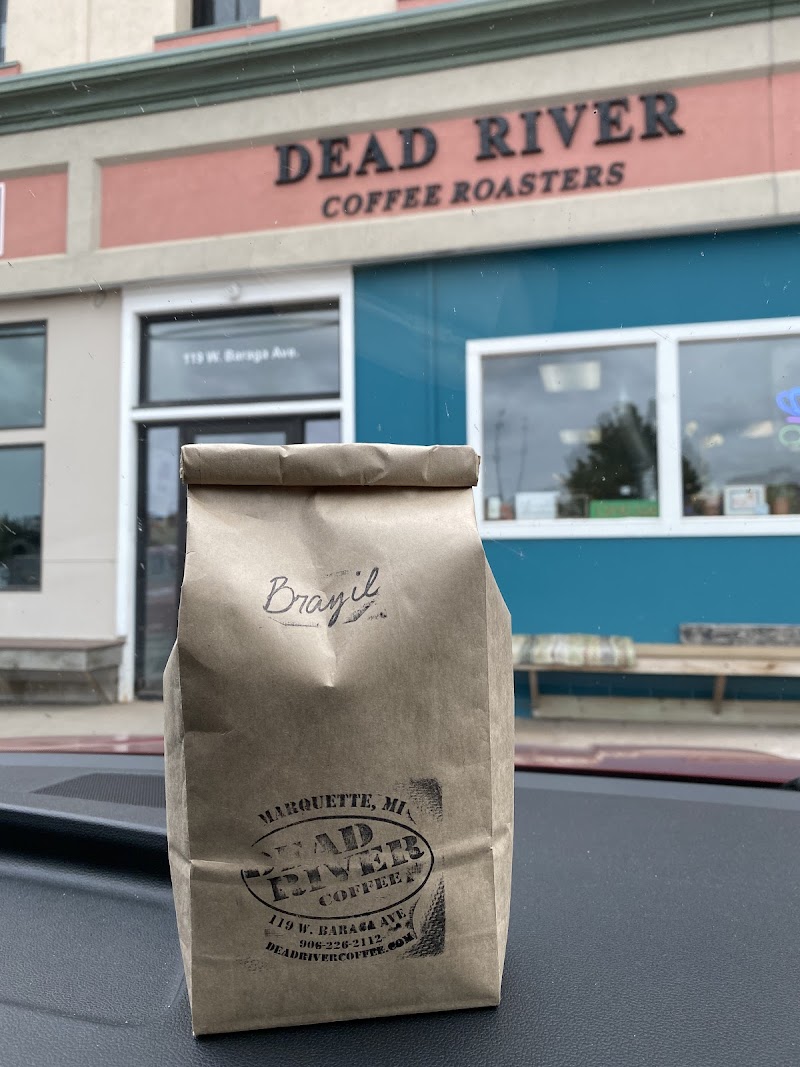 DEAD RIVER
COFFEE ROASTERS
119 W. Baraga Ave.
Brazil
MARQUETTE, MI
DEAD
RIVER
COFFEE
119 W. BARAGA AVE
906-226-2112
DEADRIVERCOFFEE.COM